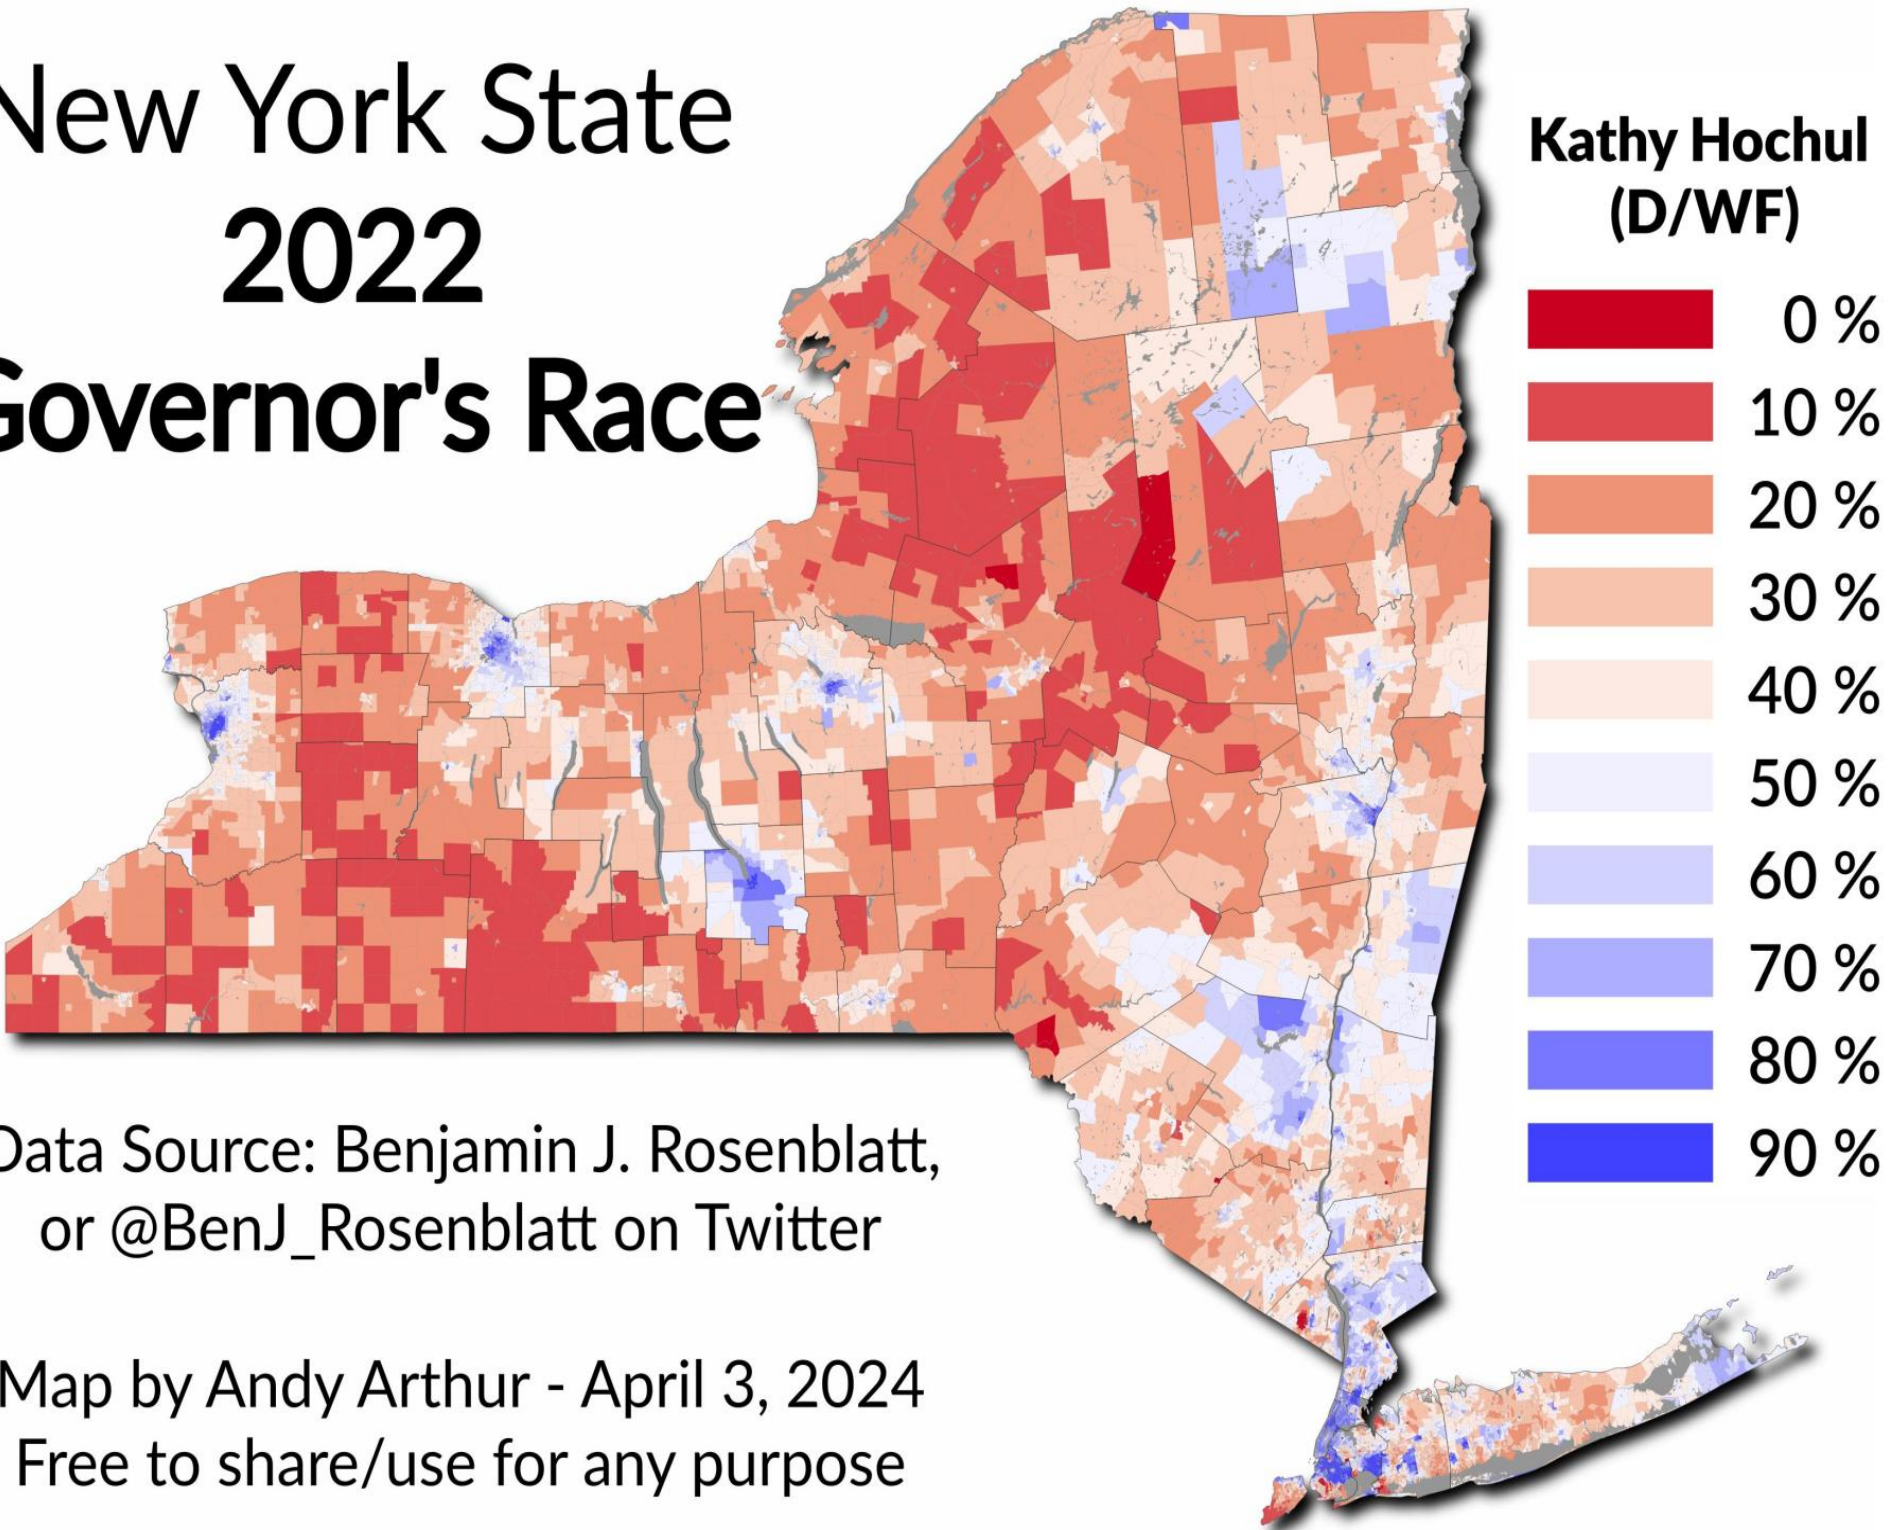 New York State
2022
Governor's Race
Kathy Hochul
(D/WF)
0 %
10 %
20 %
30 %
40 %
50 %
60 %
70 %
80 %
90 %
Data Source: Benjamin J. Rosenblatt,
or @BenJ_Rosenblatt on Twitter
Map by Andy Arthur - April 3, 2024
Free to share/use for any purpose